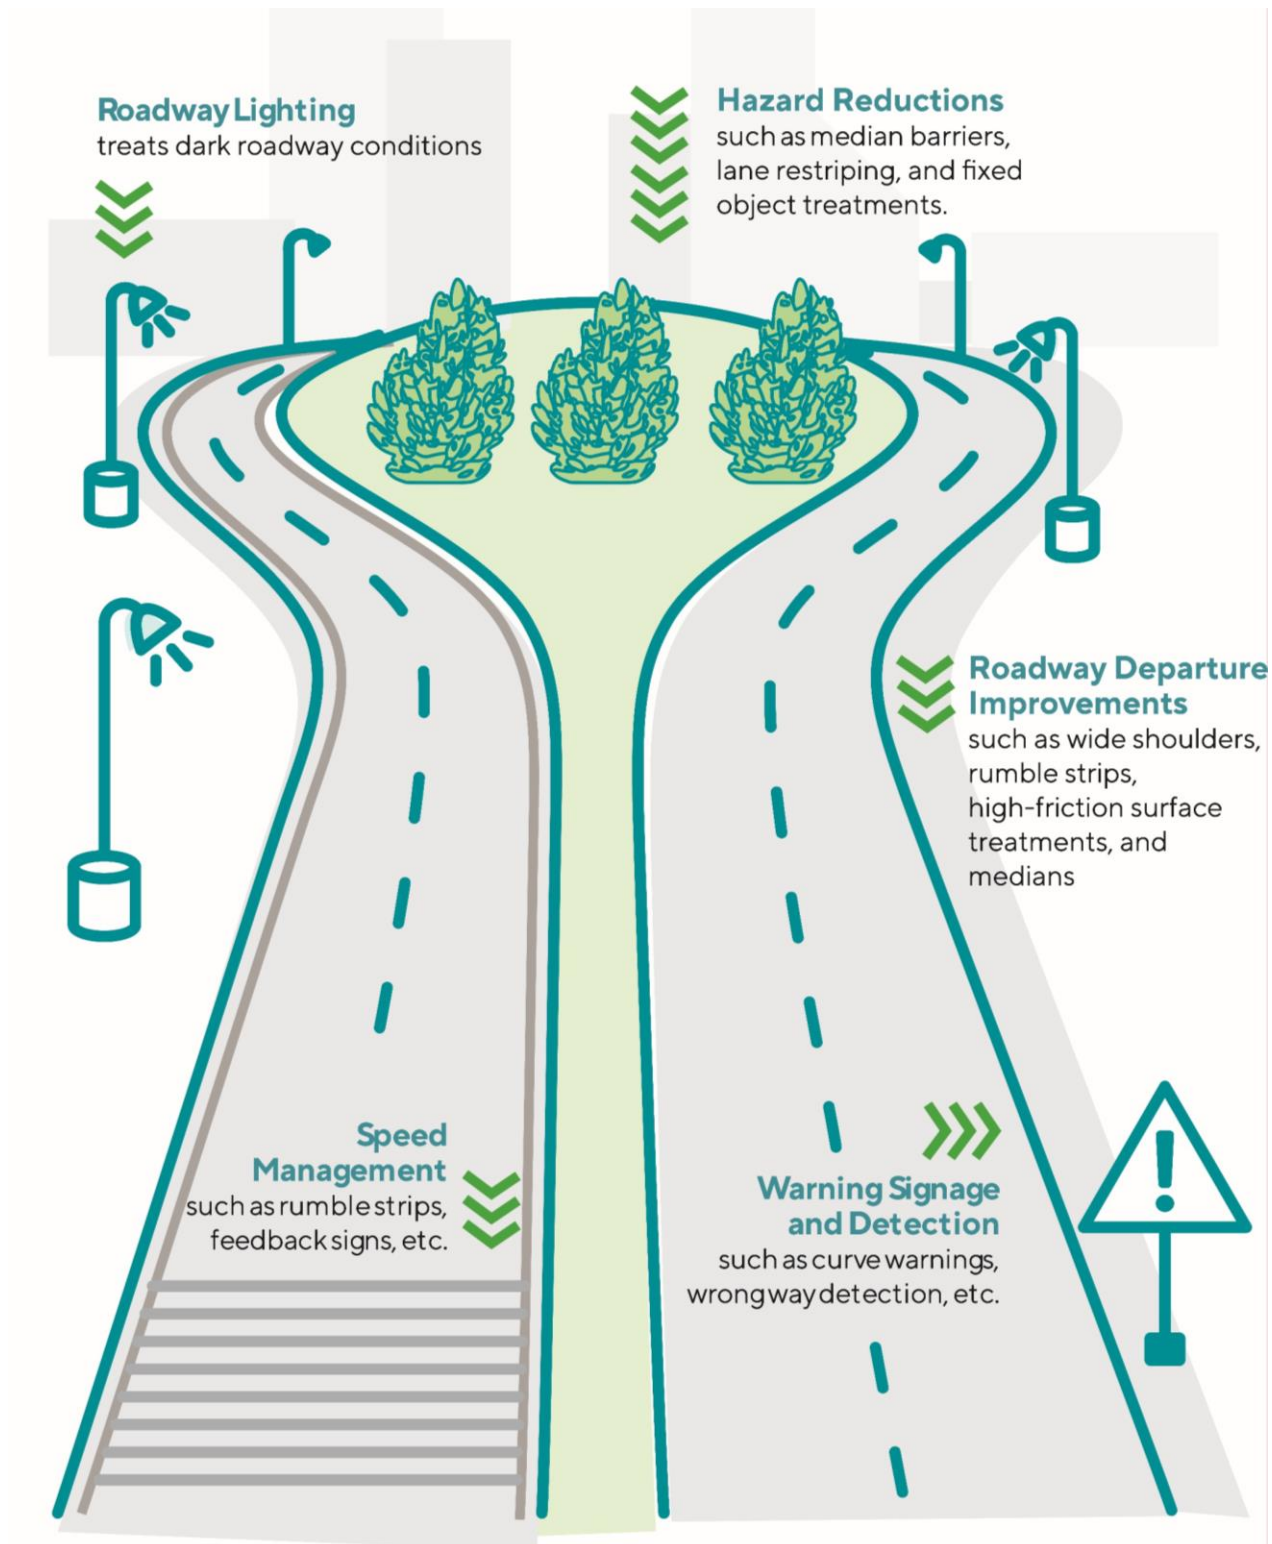 Roadway Lighting
treats dark roadway conditions
Hazard Reductions
such as median barriers,
lane restriping, and fixed
object treatments.
Roadway Departure
Improvements
such as wide shoulders,
rumble strips,
high-friction surface
treatments, and
medians
Speed
Management
such as rumble strips,
feedback signs, etc.
Warning Signage
and Detection
such as curve warnings,
wrong way detection, etc.
!